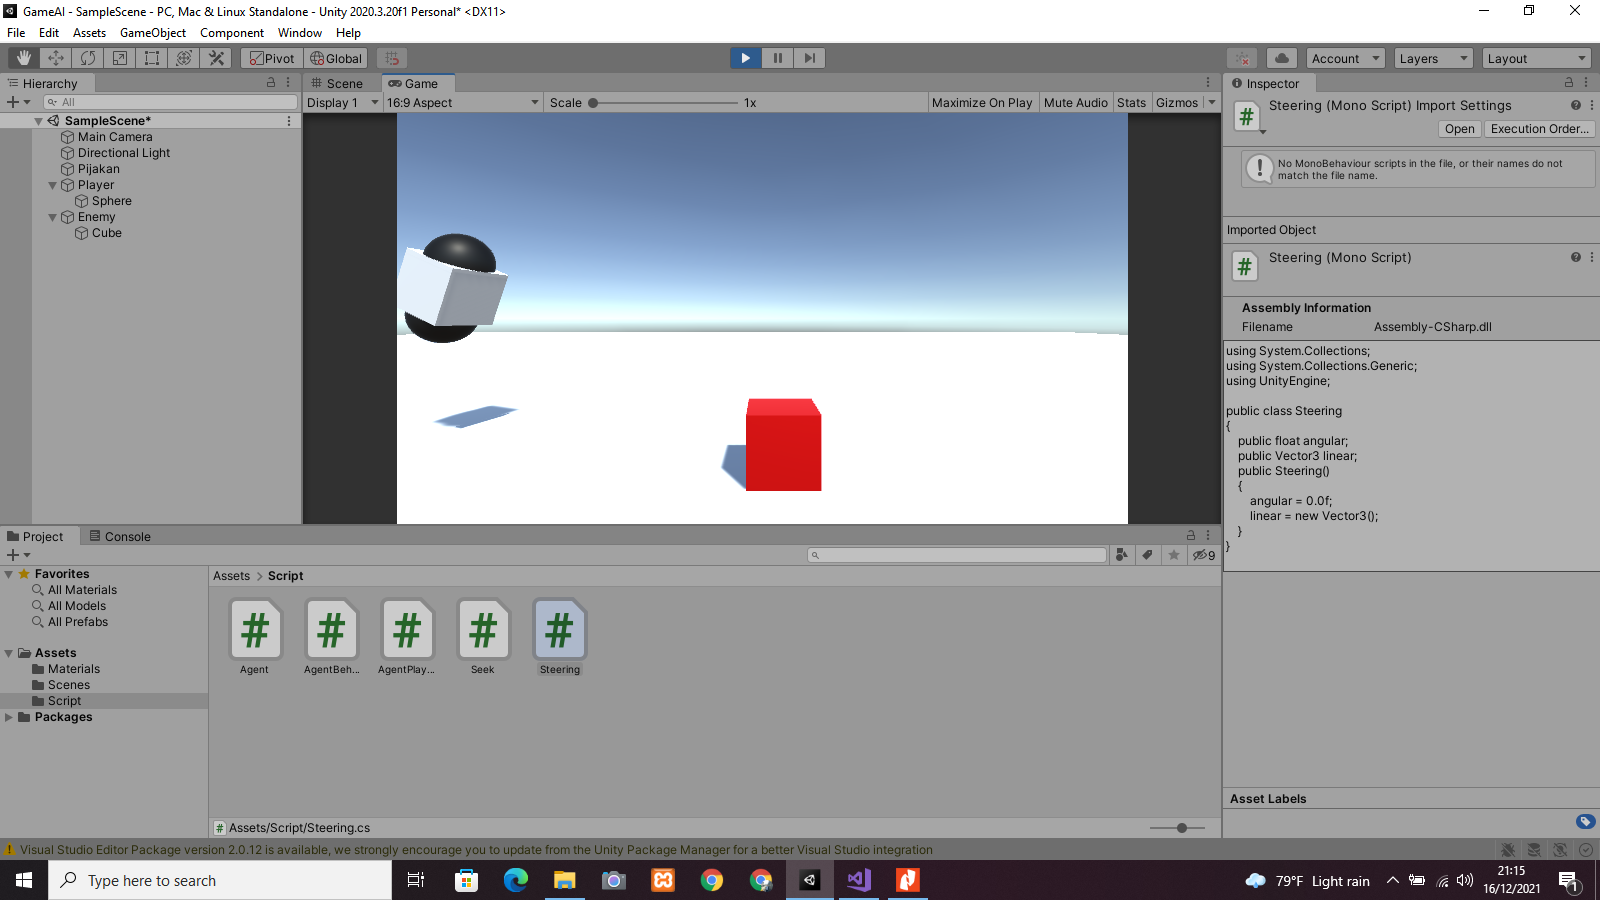 GameAI - SampleScene - PC, Mac & Linux Standalone - Unity 2020.3.20f1 Personal* <DX11>
File Edit Assets GameObject Component Window Help
Pivot Global Account Layers Layout
Hierarchy
All
SampleScene*
Main Camera
Directional Light
Pijakan
Player
Sphere
Enemy
Cube
Scene Game
Display 1 16:9 Aspect Scale 1x Maximize On Play Mute Audio Stats Gizmos
Inspector
Steering (Mono Script) Import Settings
Open Execution Order...
No MonoBehaviour scripts in the file, or their names do not
match the file name.
Imported Object
Steering (Mono Script)
Assembly Information
Filename Assembly-CSharp.dll
using System.Collections;
using System.Collections.Generic;
using UnityEngine;
public class Steering
{
public float angular;
public Vector3 linear;
public Steering()
{
angular = 0.0f;
linear = new Vector3();
}
}
Asset Labels
Project Console
9
Favorites
All Materials
All Models
All Prefabs
Assets
Materials
Scenes
Script
Packages
Assets > Script
# # # # #
Agent AgentBeh... AgentPlay... Seek Steering
Assets/Script/Steering.cs
Visual Studio Editor Package version 2.0.12 is available, we strongly encourage you to update from the Unity Package Manager for a better Visual Studio integration
Type here to search
79°F Light rain
21:15
16/12/2021
1